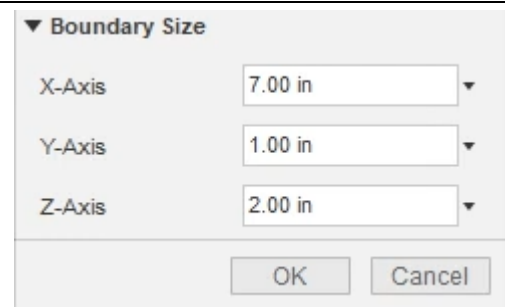 ▼ Boundary Size
X-Axis 7.00 in
Y-Axis 1.00 in
Z-Axis 2.00 in
OK Cancel